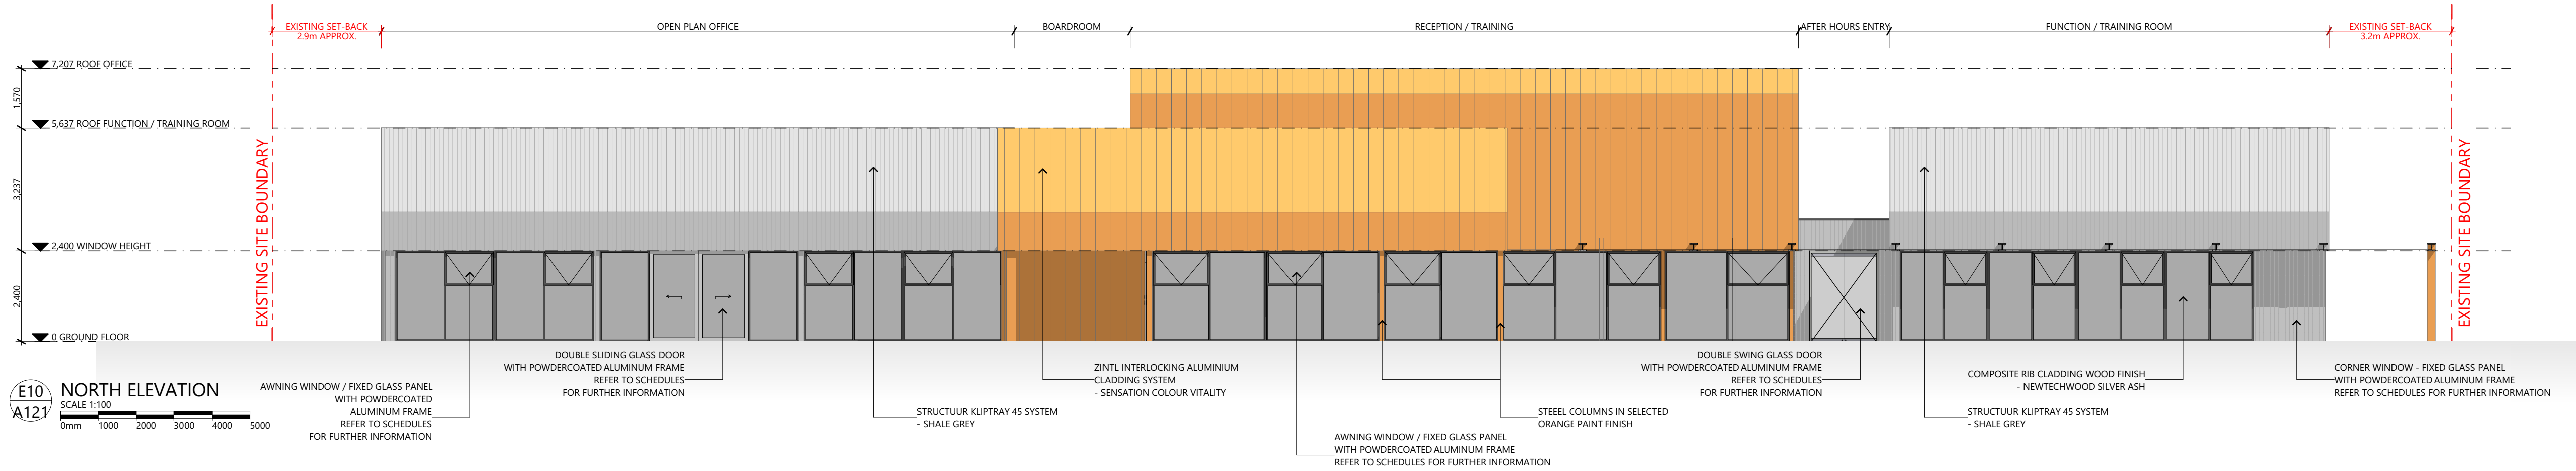 EXISTING SET-BACK
2.9m APPROX.
OPEN PLAN OFFICE
BOARDROOM
RECEPTION / TRAINING
AFTER HOURS ENTRY
FUNCTION / TRAINING ROOM
EXISTING SET-BACK
3.2m APPROX.
7,207 ROOF OFFICE
1,570
5,637 ROOF FUNCTION / TRAINING ROOM
3,237
2,400 WINDOW HEIGHT
2,400
0 GROUND FLOOR
EXISTING SITE BOUNDARY
EXISTING SITE BOUNDARY
E10
A121
NORTH ELEVATION
SCALE 1:100
0mm 1000 2000 3000 4000 5000
AWNING WINDOW / FIXED GLASS PANEL
WITH POWDERCOATED
ALUMINUM FRAME
REFER TO SCHEDULES
FOR FURTHER INFORMATION
DOUBLE SLIDING GLASS DOOR
WITH POWDERCOATED ALUMINUM FRAME
REFER TO SCHEDULES
FOR FURTHER INFORMATION
STRUCTUUR KLIPTRAY 45 SYSTEM
- SHALE GREY
ZINTL INTERLOCKING ALUMINIUM
CLADDING SYSTEM
- SENSATION COLOUR VITALITY
AWNING WINDOW / FIXED GLASS PANEL
WITH POWDERCOATED ALUMINUM FRAME
REFER TO SCHEDULES FOR FURTHER INFORMATION
STEEEL COLUMNS IN SELECTED
ORANGE PAINT FINISH
DOUBLE SWING GLASS DOOR
WITH POWDERCOATED ALUMINUM FRAME
REFER TO SCHEDULES
FOR FURTHER INFORMATION
COMPOSITE RIB CLADDING WOOD FINISH
- NEWTECHWOOD SILVER ASH
STRUCTUUR KLIPTRAY 45 SYSTEM
- SHALE GREY
CORNER WINDOW - FIXED GLASS PANEL
WITH POWDERCOATED ALUMINUM FRAME
REFER TO SCHEDULES FOR FURTHER INFORMATION